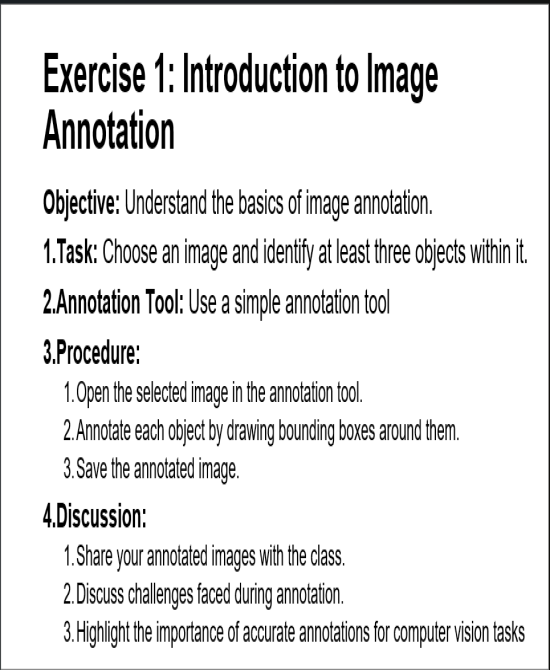 Exercise 1: Introduction to Image
Annotation
Objective: Understand the basics of image annotation.
1.Task: Choose an image and identify at least three objects within it.
2.Annotation Tool: Use a simple annotation tool
3.Procedure:
1.Open the selected image in the annotation tool.
2.Annotate each object by drawing bounding boxes around them.
3.Save the annotated image.
4.Discussion:
1.Share your annotated images with the class.
2.Discuss challenges faced during annotation.
3.Highlight the importance of accurate annotations for computer vision tasks